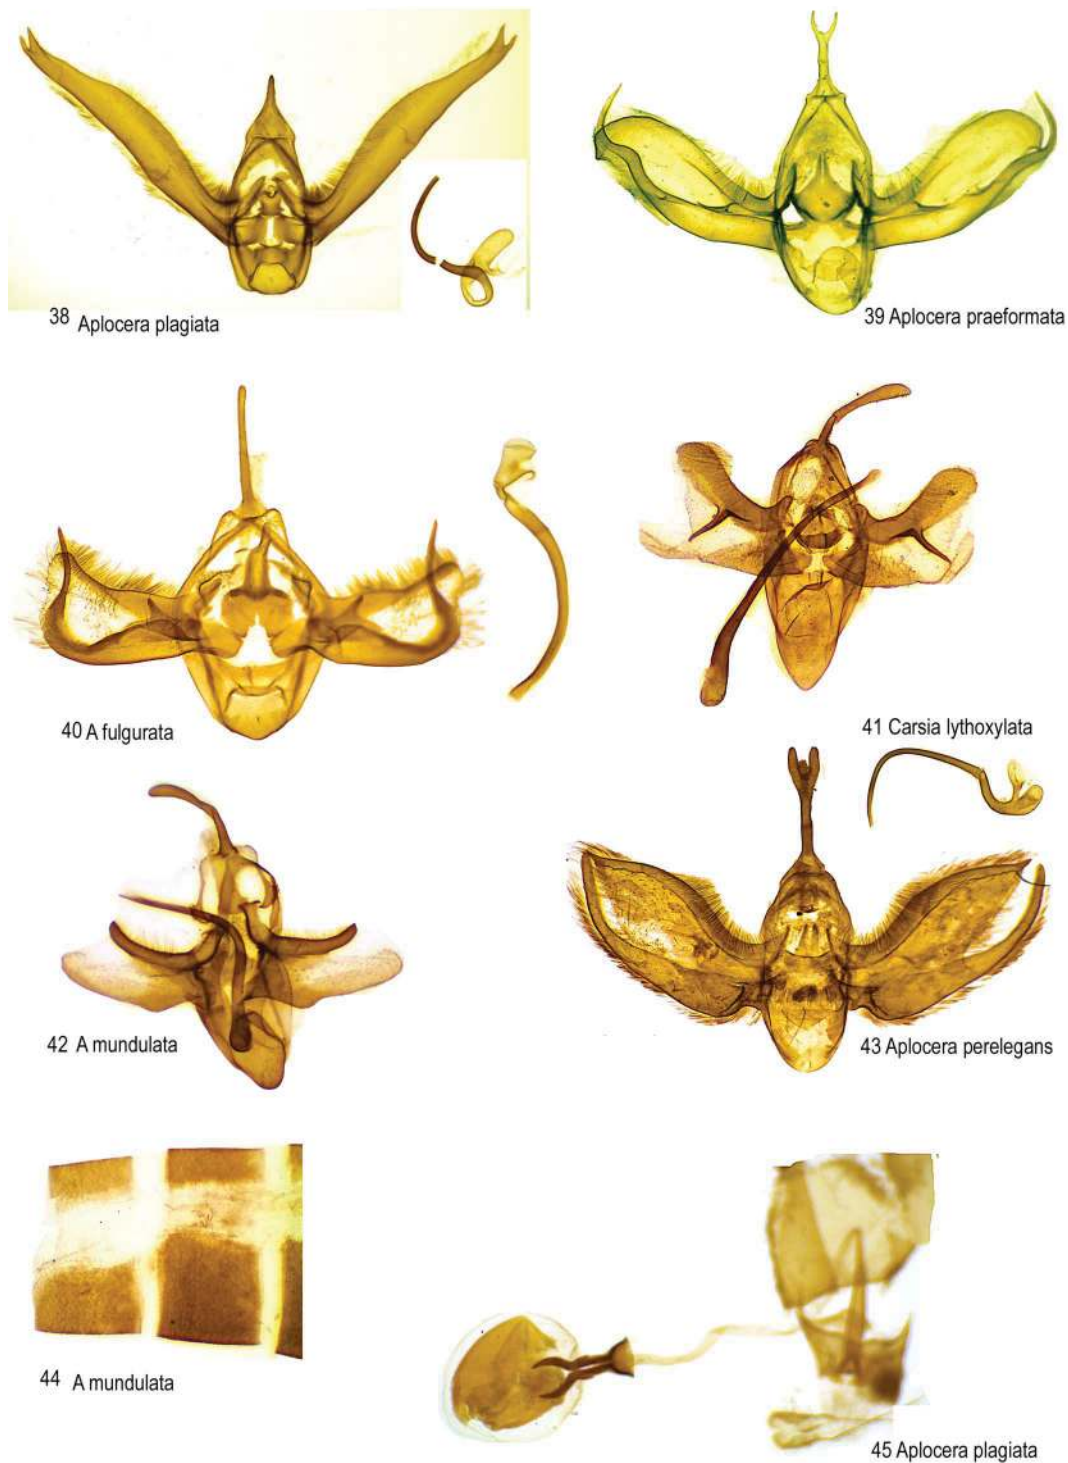 38 Aplocera plagiata
39 Aplocera praeformata
40 A fulgurata
41 Carsia lythoxylata
42 A mundulata
43 Aplocera perelegans
44 A mundulata
45 Aplocera plagiata